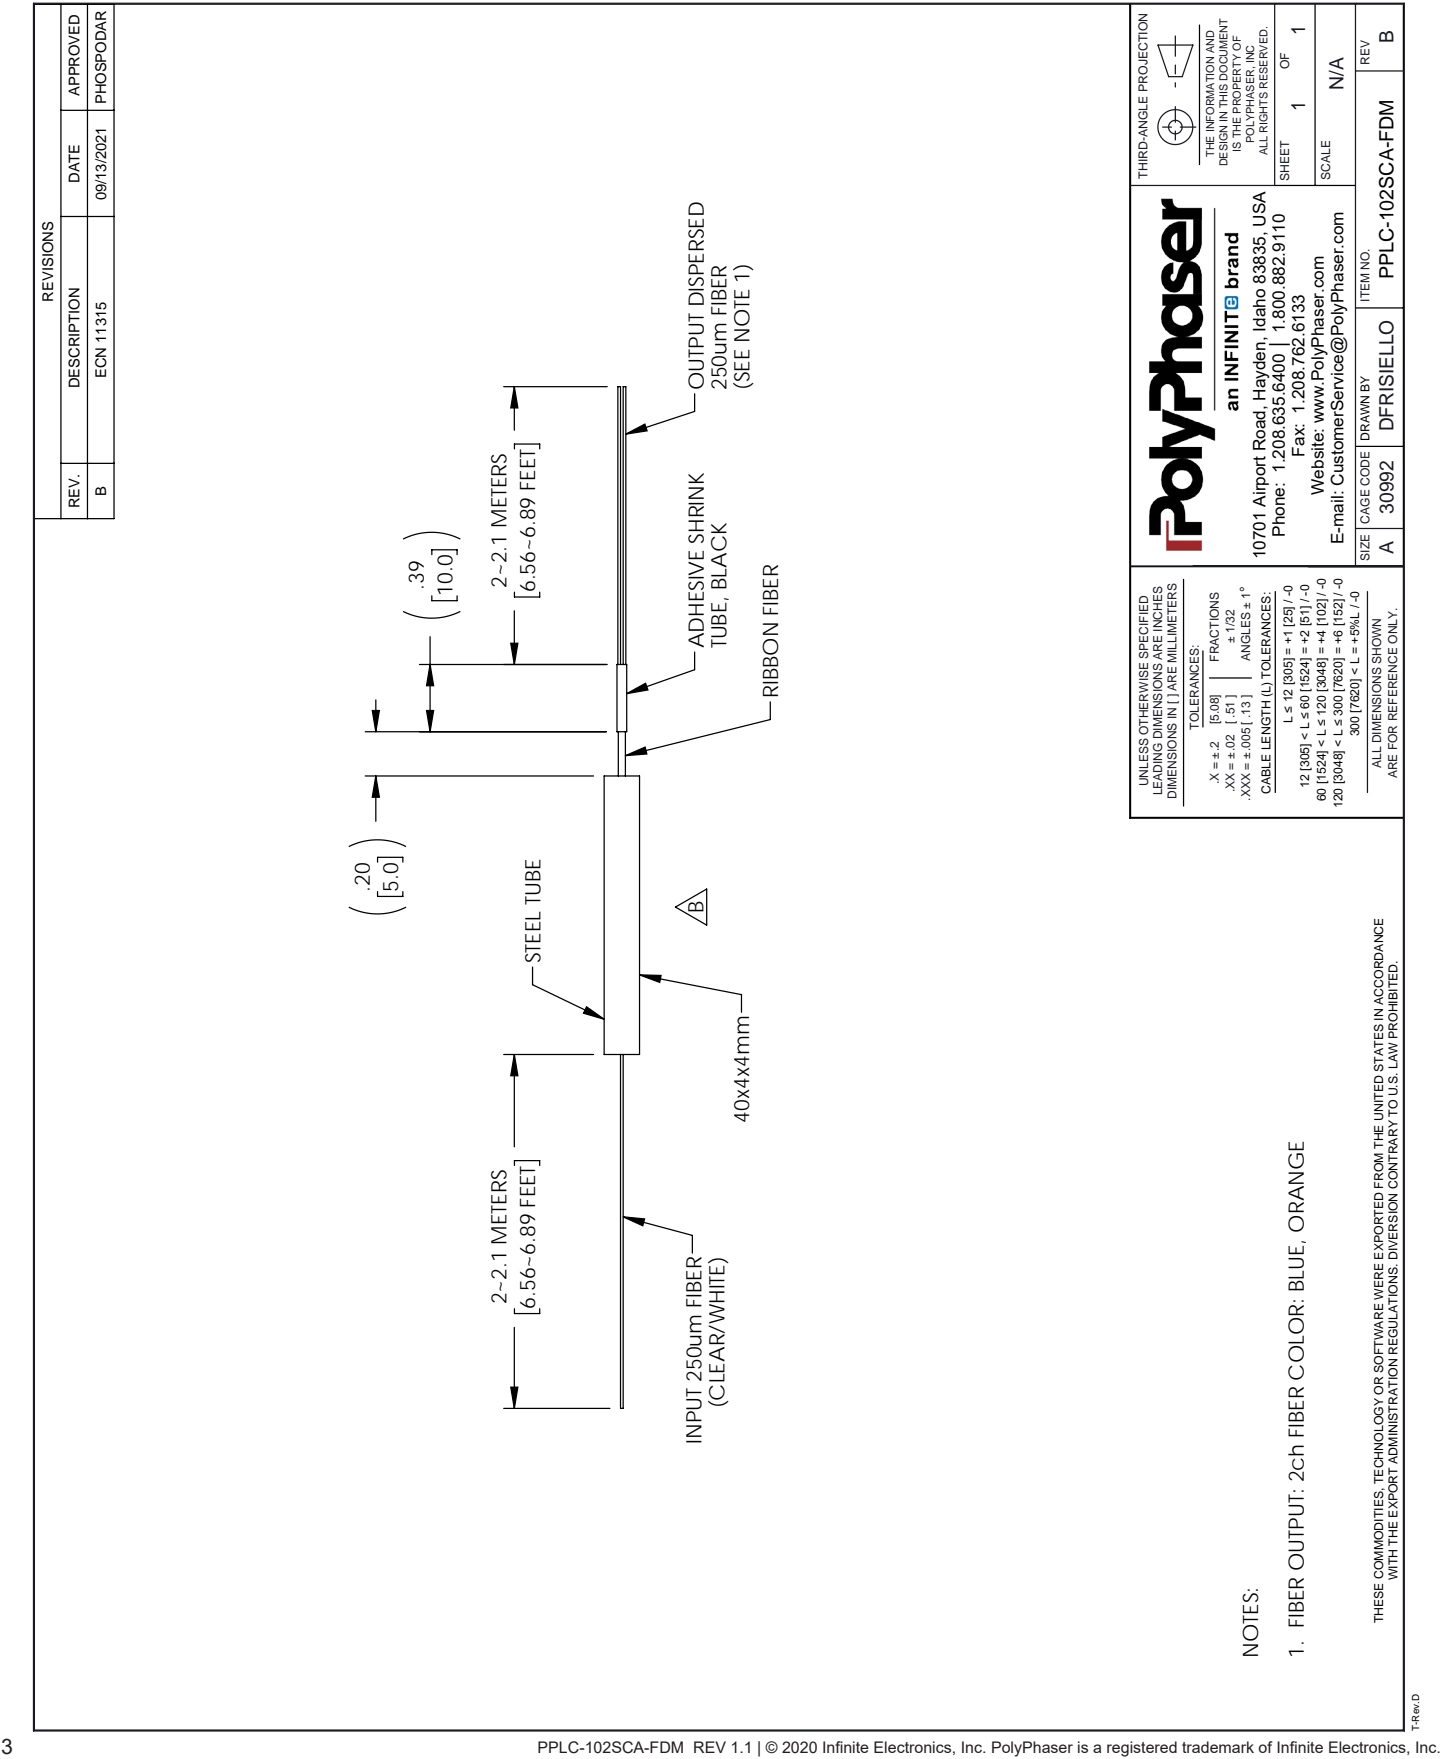 REVISIONS
REV. DESCRIPTION DATE APPROVED
B ECN 11315 09/13/2021 PHOSPODAR
.20
[5.0]
.39
[10.0]
2~2.1 METERS
[6.56~6.89 FEET]
2~2.1 METERS
[6.56~6.89 FEET]
STEEL TUBE
INPUT 250um FIBER
(CLEAR/WHITE)
40x4x4mm
B
RIBBON FIBER
ADHESIVE SHRINK
TUBE, BLACK
OUTPUT DISPERSED
250um FIBER
(SEE NOTE 1)
NOTES:
1. FIBER OUTPUT: 2ch FIBER COLOR: BLUE, ORANGE
THESE COMMODITIES, TECHNOLOGY OR SOFTWARE WERE EXPORTED FROM THE UNITED STATES IN ACCORDANCE
WITH THE EXPORT ADMINISTRATION REGULATIONS. DIVERSION CONTRARY TO U.S. LAW PROHIBITED.
UNLESS OTHERWISE SPECIFIED
LEADING DIMENSIONS ARE INCHES
DIMENSIONS IN [ ] ARE MILLIMETERS
TOLERANCES:
.X = ±.2 [5.08] FRACTIONS
.XX = ±.02 [.51] ± 1/32
.XXX = ±.005 [.13] ANGLES ± 1°
CABLE LENGTH (L) TOLERANCES:
L ≤ 12 [305] = +1 [25] / -0
12 [305] < L ≤ 60 [1524] = +2 [51] / -0
60 [1524] < L ≤ 120 [3048] = +4 [102] / -0
120 [3048] < L ≤ 300 [7620] = +6 [152] / -0
300 [7620] < L = +5%L / -0
ALL DIMENSIONS SHOWN
ARE FOR REFERENCE ONLY.
PolyPhaser
an INFINITe brand
10701 Airport Road, Hayden, Idaho 83835, USA
Phone: 1.208.635.6400 | 1.800.882.9110
Fax: 1.208.762.6133
Website: www.PolyPhaser.com
E-mail: CustomerService@PolyPhaser.com
THIRD-ANGLE PROJECTION
THE INFORMATION AND
DESIGN IN THIS DOCUMENT
IS THE PROPERTY OF
POLYPHASER, INC
ALL RIGHTS RESERVED.
SHEET 1 OF 1
SCALE N/A
SIZE A
CAGE CODE 30992
DRAWN BY DFRISIELLO
ITEM NO. PPLC-102SCA-FDM
REV B
T-Rev.D
3
PPLC-102SCA-FDM REV 1.1 | © 2020 Infinite Electronics, Inc. PolyPhaser is a registered trademark of Infinite Electronics, Inc.